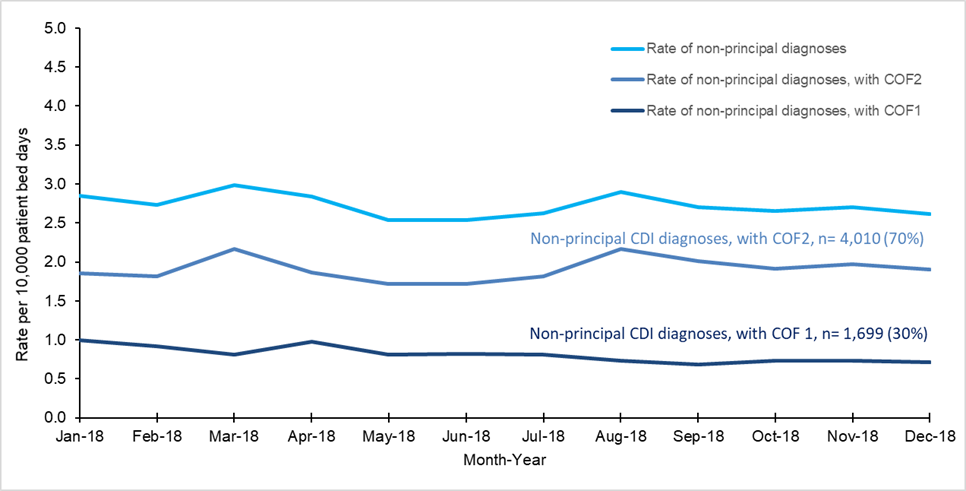 5.0
4.5
4.0
3.5
3.0
2.5
2.0
1.5
1.0
0.5
0.0
Rate per 10,000 patient bed days
Rate of non-principal diagnoses
Rate of non-principal diagnoses, with COF2
Rate of non-principal diagnoses, with COF1
Non-principal CDI diagnoses, with COF2, n= 4,010 (70%)
Non-principal CDI diagnoses, with COF 1, n= 1,699 (30%)
Jan-18 Feb-18 Mar-18 Apr-18 May-18 Jun-18 Jul-18 Aug-18 Sep-18 Oct-18 Nov-18 Dec-18
Month-Year